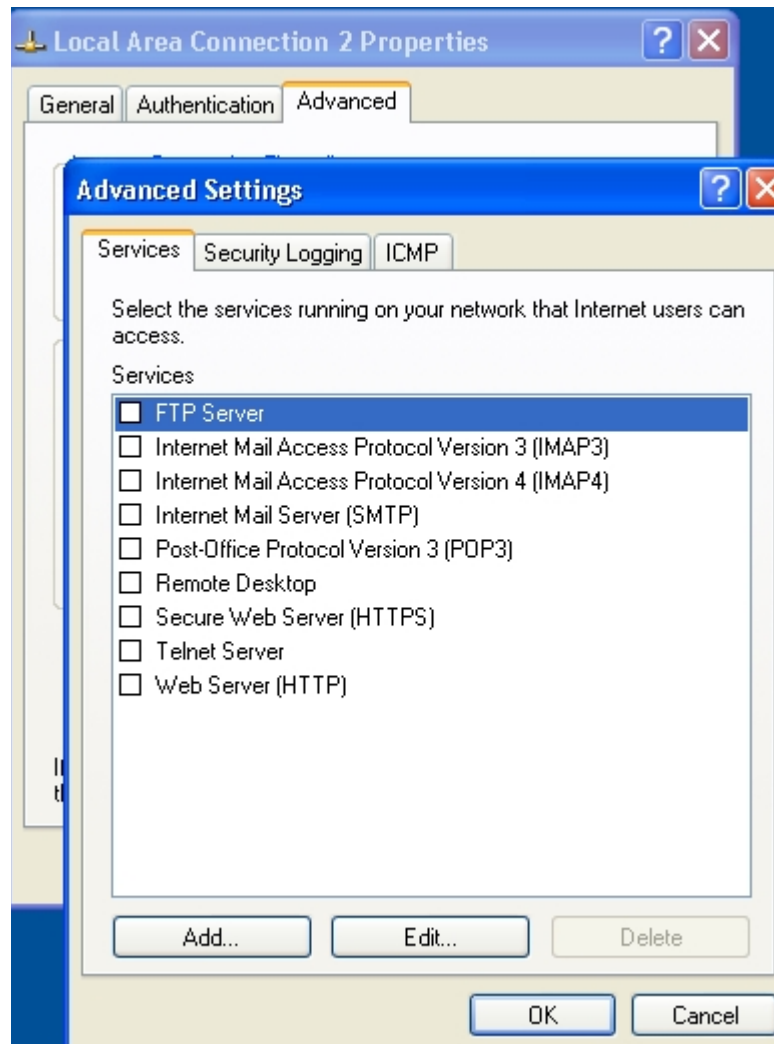 Local Area Connection 2 Properties
General Authentication Advanced
Advanced Settings
Services Security Logging ICMP
Select the services running on your network that Internet users can
access.
Services
FTP Server
Internet Mail Access Protocol Version 3 (IMAP3)
Internet Mail Access Protocol Version 4 (IMAP4)
Internet Mail Server (SMTP)
Post-Office Protocol Version 3 (POP3)
Remote Desktop
Secure Web Server (HTTPS)
Telnet Server
Web Server (HTTP)
Add... Edit... Delete
OK Cancel